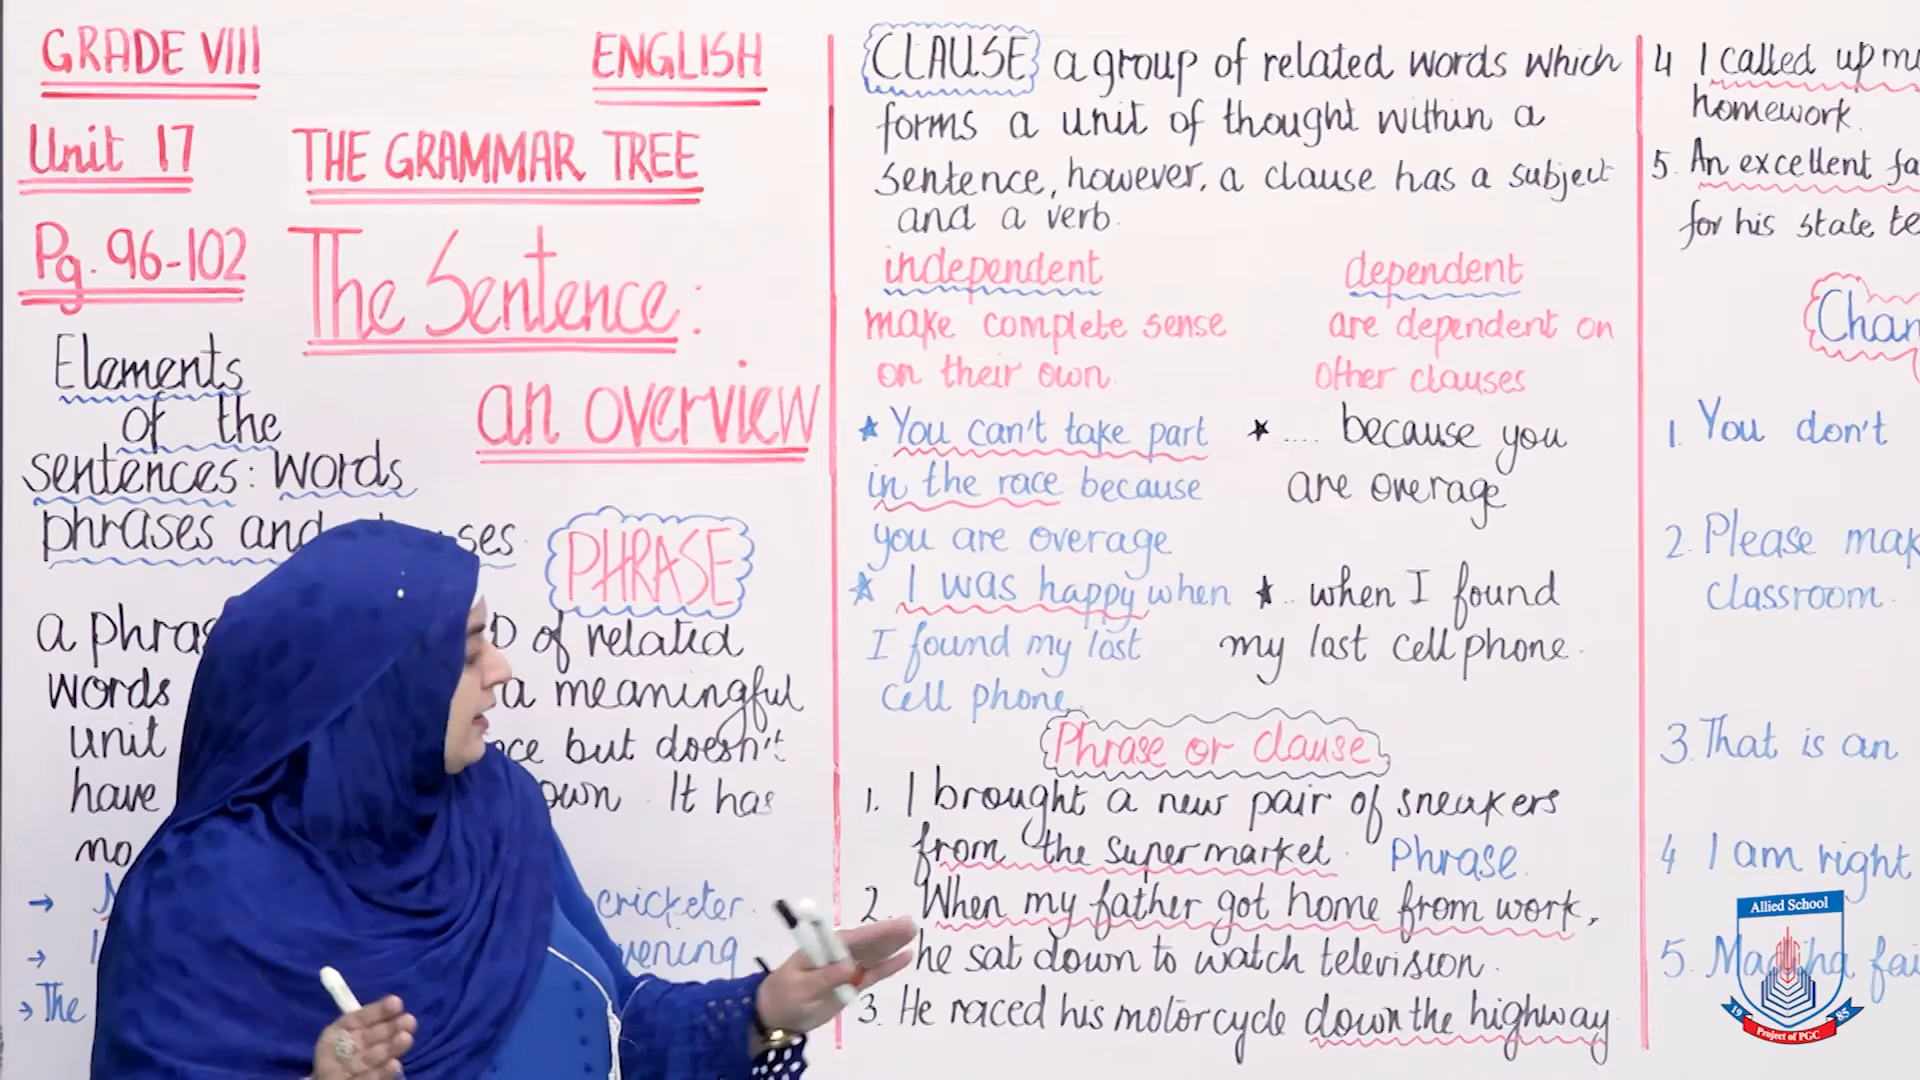 GRADE VIII
ENGLISH
Unit 17
THE GRAMMAR TREE
Pg. 96-102
The Sentence:
an overview
Elements
of the
sentences: words
phrases and ses
PHRASE
a phras of related
words a meaningful
unit but doesn't
have own It has
no
cricketer
→ The
CLAUSE a group of related words which
forms a unit of thought within a
sentence, however, a clause has a subject
and a verb.
independent
make complete sense
on their own.
★ You can't take part
in the race because
you are overage
★ I was happy when
I found my lost
cell phone
dependent
are dependent on
other clauses
★ .... because you
are overage
★ .. when I found
my lost cell phone.
Phrase or clause
1. I brought a new pair of sneakers
from the supermarket. Phrase.
2. When my father got home from work,
he sat down to watch television.
3. He raced his motorcycle down the highway
4 I called up
homework.
5. An excellent
for his state
1. You don't
2. Please
classroom.
3. That is an
4 I am right
5. Madiha
Allied School
1985
Project of PGC